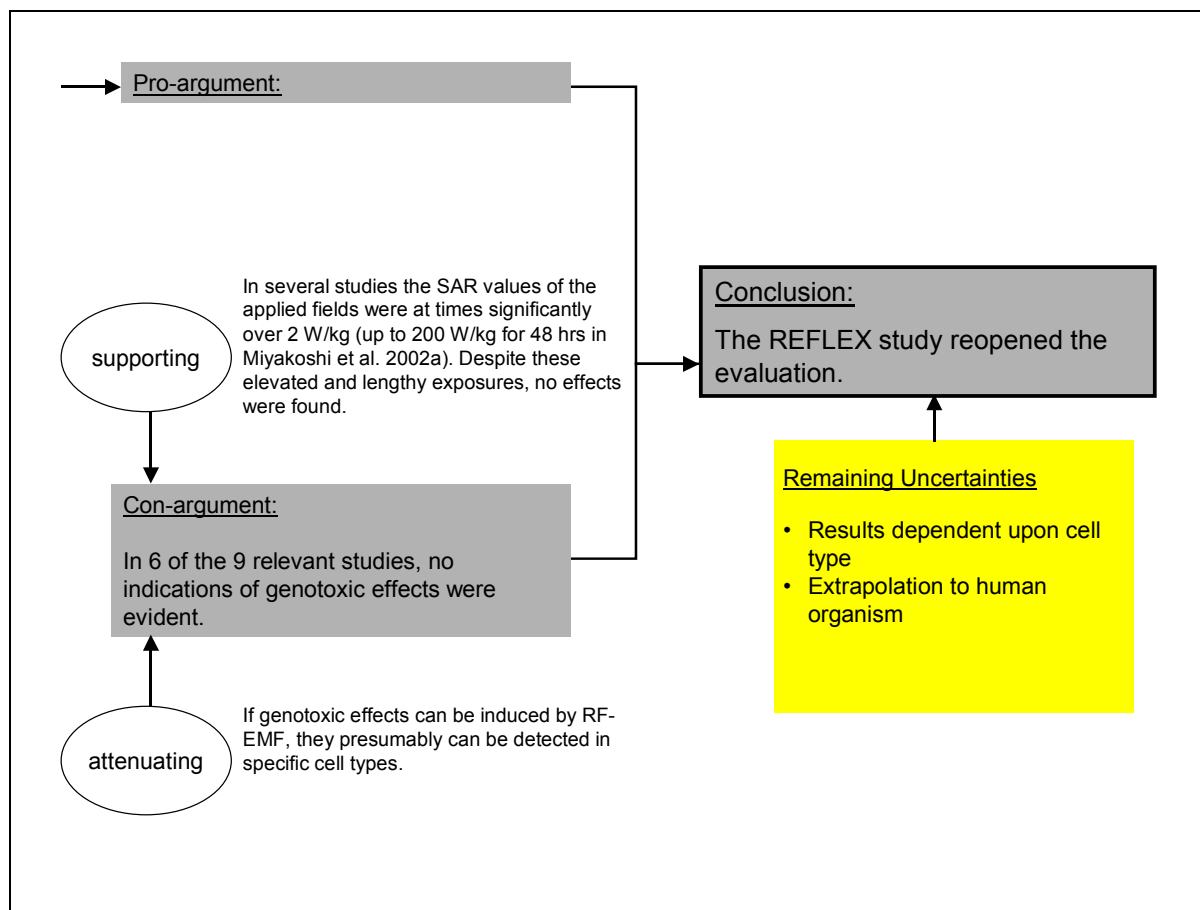 Pro-argument:
In several studies the SAR values of the
applied fields were at times significantly
over 2 W/kg (up to 200 W/kg for 48 hrs in
Miyakoshi et al. 2002a). Despite these
elevated and lengthy exposures, no effects
were found.
supporting
Con-argument:
In 6 of the 9 relevant studies, no
indications of genotoxic effects were
evident.
attenuating
If genotoxic effects can be induced by RF-
EMF, they presumably can be detected in
specific cell types.
Conclusion:
The REFLEX study reopened the
evaluation.
Remaining Uncertainties
• Results dependent upon cell
type
• Extrapolation to human
organism